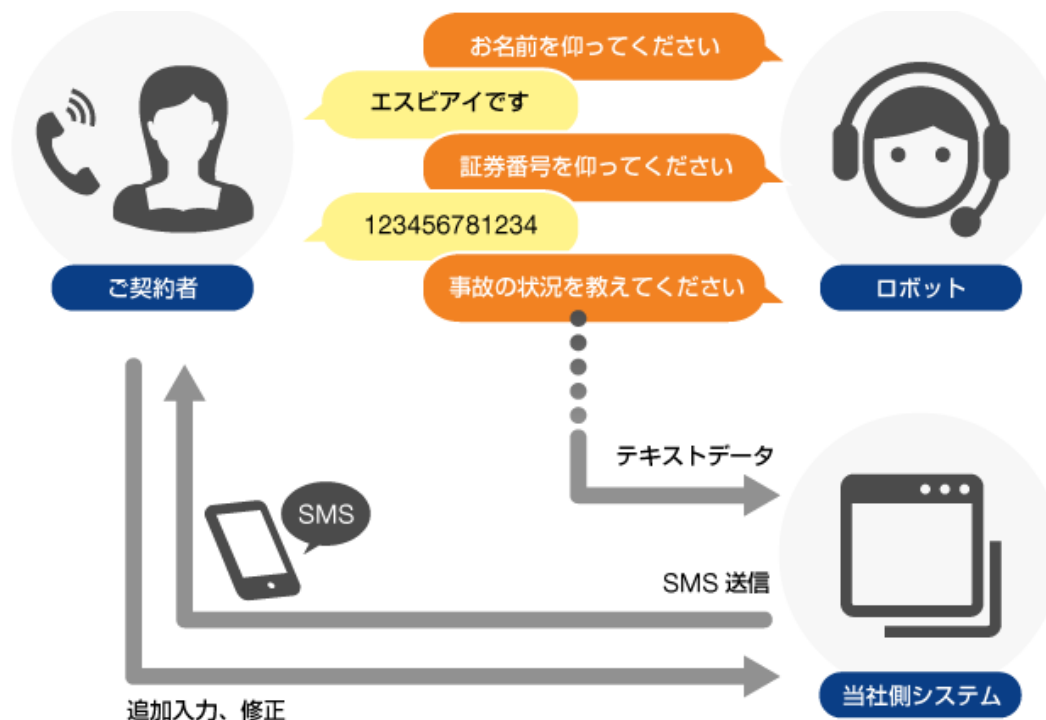 お名前を仰ってください
エスビアイです
証券番号を仰ってください
123456781234
事故の状況を教えてください
ご契約者
ロボット
テキストデータ
SMS
SMS 送信
当社側システム
追加入力、修正